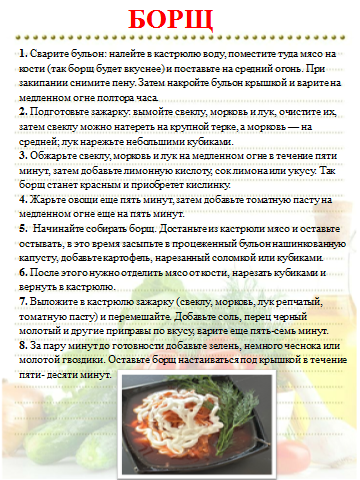 БОРЩ
1. Сварите бульон: налейте в кастрюлю воду, поместите туда мясо на
кости (так борщ будет вкуснее) и поставьте на средний огонь. При
закипании снимите пену. Затем накройте бульон крышкой и варите на
медленном огне полтора часа.
2. Подготовьте зажарку: вымойте свеклу, морковь и лук, очистите их,
затем свеклу можно натереть на крупной терке, а морковь — на
средней; лук нарежьте небольшими кубиками.
3. Обжарьте свеклу, морковь и лук на медленном огне в течение пяти
минут, затем добавьте лимонную кислоту, сок лимона или укусу. Так
борщ станет красным и приобретет кислинку.
4. Жарьте овощи еще пять минут, затем добавьте томатную пасту на
медленном огне еще на пять минут.
5. Начинайте собирать борщ. Достаньте из кастрюли мясо и оставьте
остывать, в это время засыпьте в процеженный бульон нашинкованную
капусту, добавьте картофель, нарезанный соломкой или кубиками.
6. После этого нужно отделить мясо от кости, нарезать кубиками и
вернуть в кастрюлю.
7. Выложите в кастрюлю зажарку (свеклу, морковь, лук репчатый,
томатную пасту) и перемешайте. Добавьте соль, перец черный
молотый и другие приправы по вкусу, варите еще пять-семь минут.
8. За пару минут до готовности добавьте зелень, немного чеснока или
молотой гвоздики. Оставьте борщ настаиваться под крышкой в течение
пяти- десяти минут.